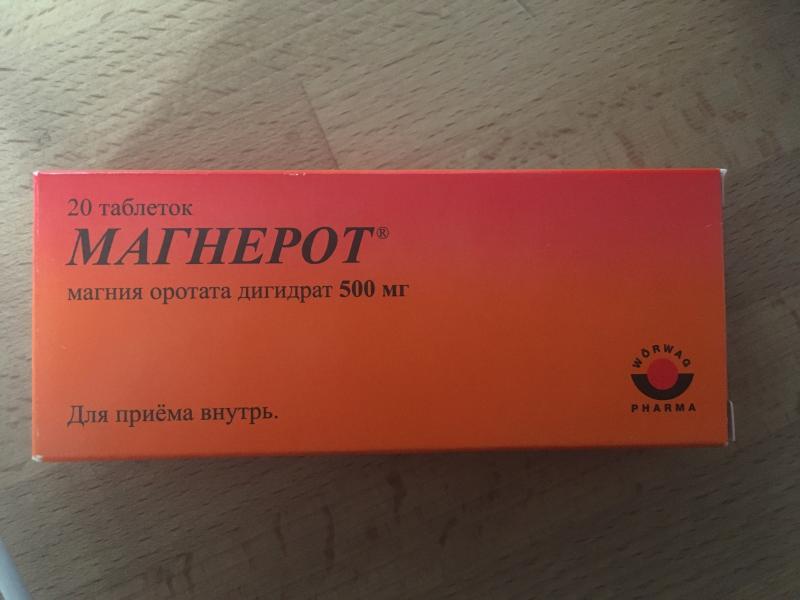 20 таблеток
МАГНЕРОТ®
магния оротата дигидрат 500 мг
WÖRWAG
PHARMA
Для приёма внутрь.